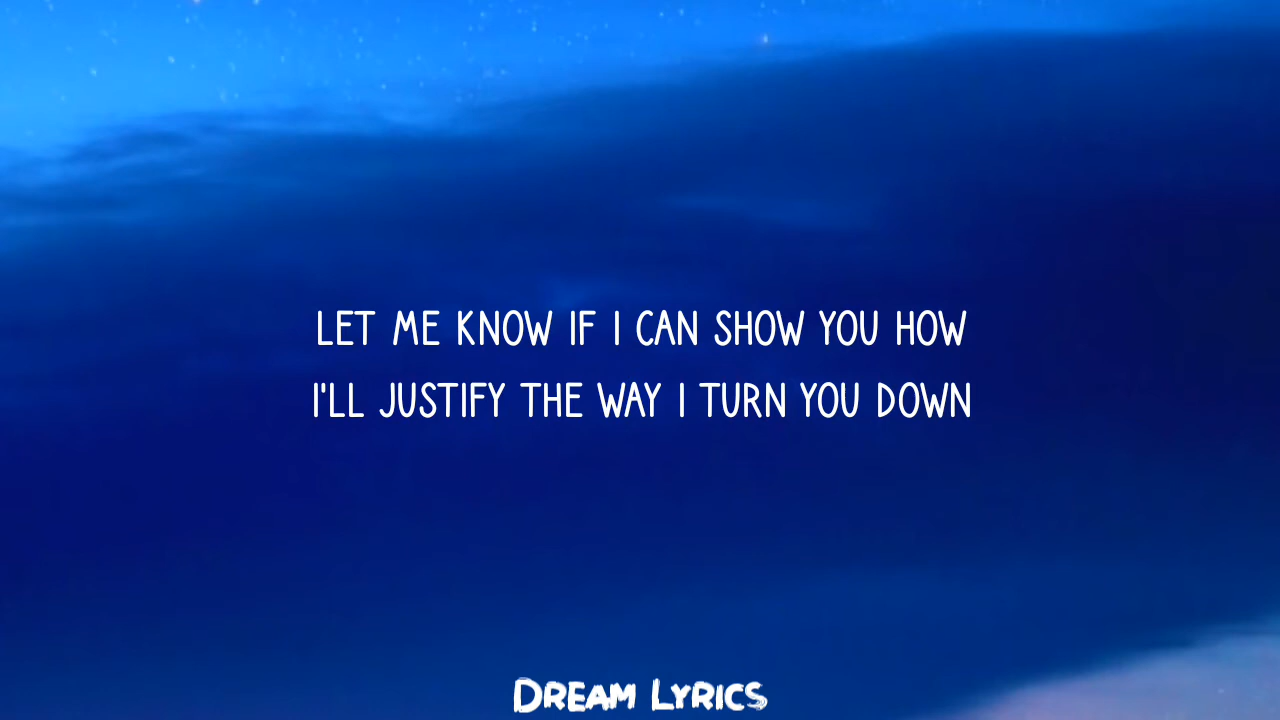 LET ME KNOW IF I CAN SHOW YOU HOW
I'LL JUSTIFY THE WAY I TURN YOU DOWN
DREAM LYRICS